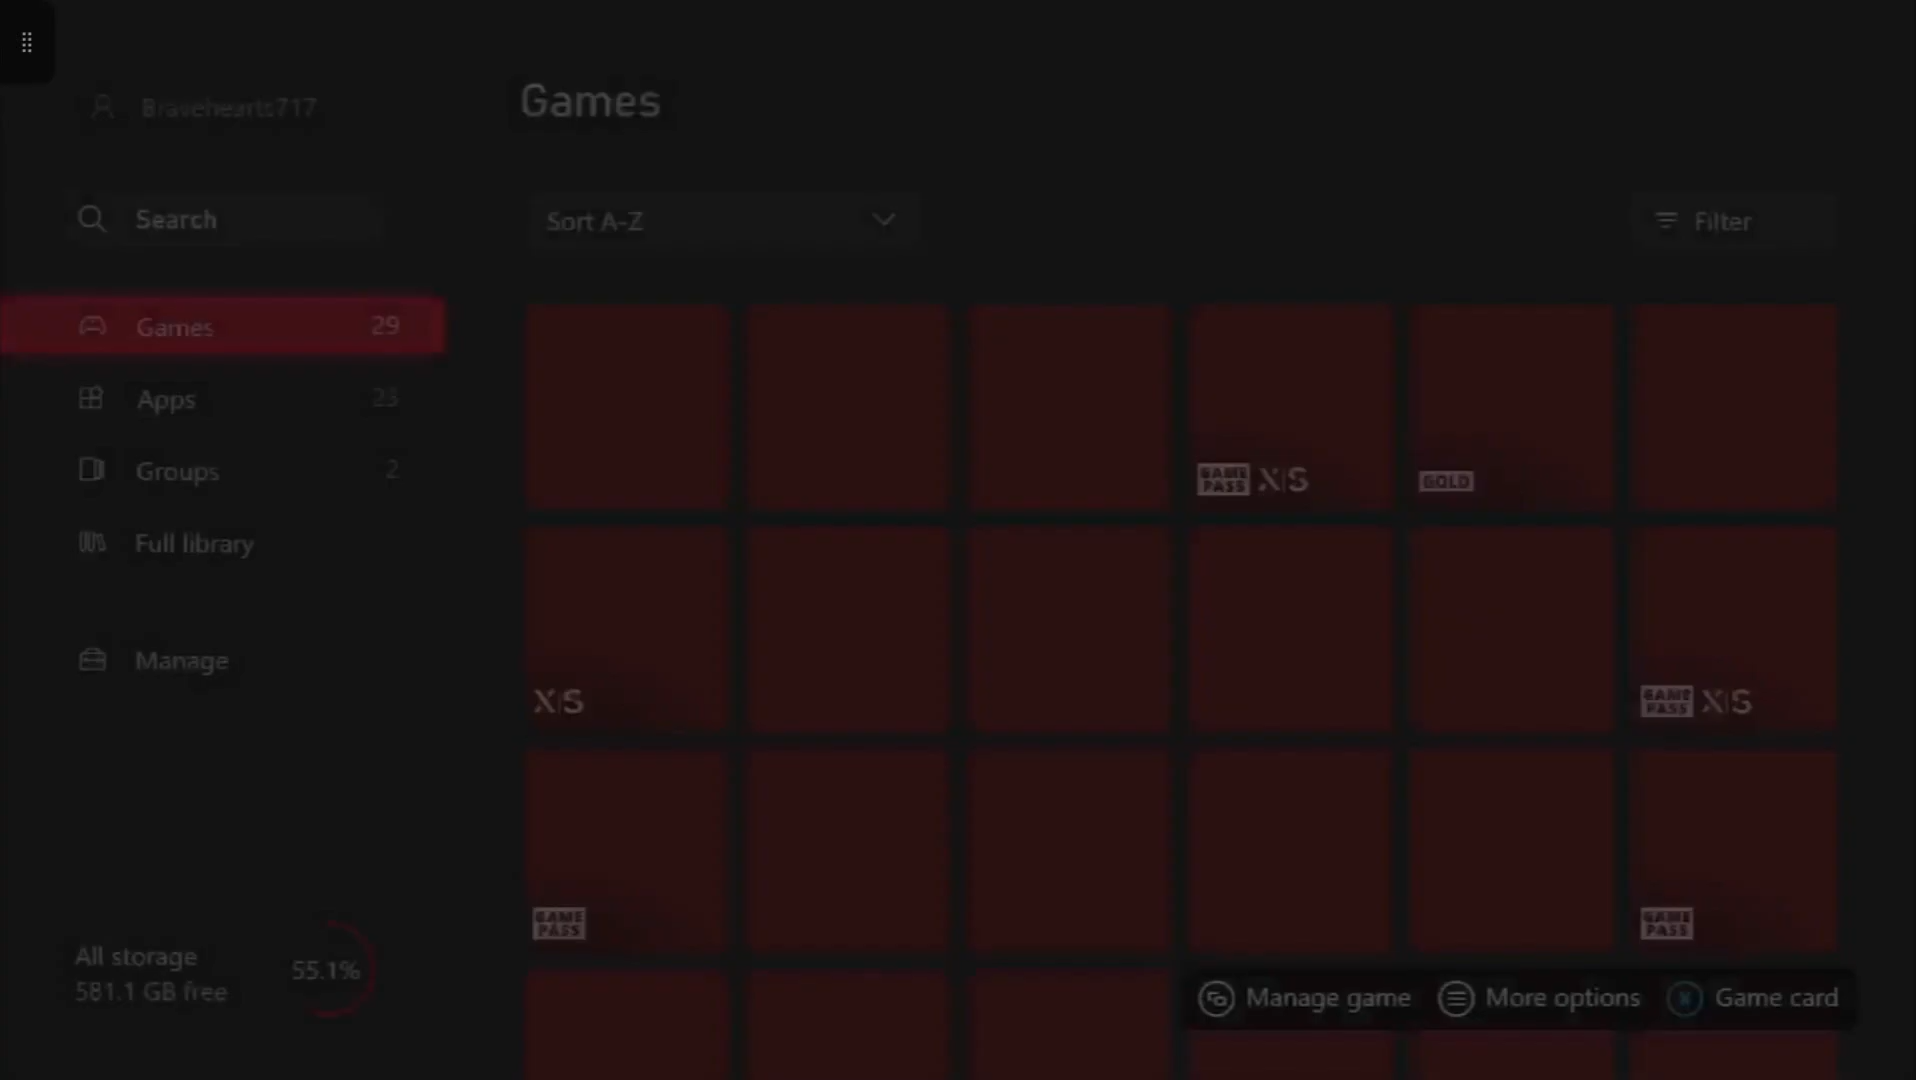 Braveheartc717
Games
Search
Sort A-Z
Filter
Games 29
Apps 23
Groups 2
Full library
Manage
GAME PASS X|S
GOLD
X|S
GAME PASS X|S
GAME PASS
GAME PASS
All storage
581.1 GB free
55.1%
Manage game
More options
X Game card